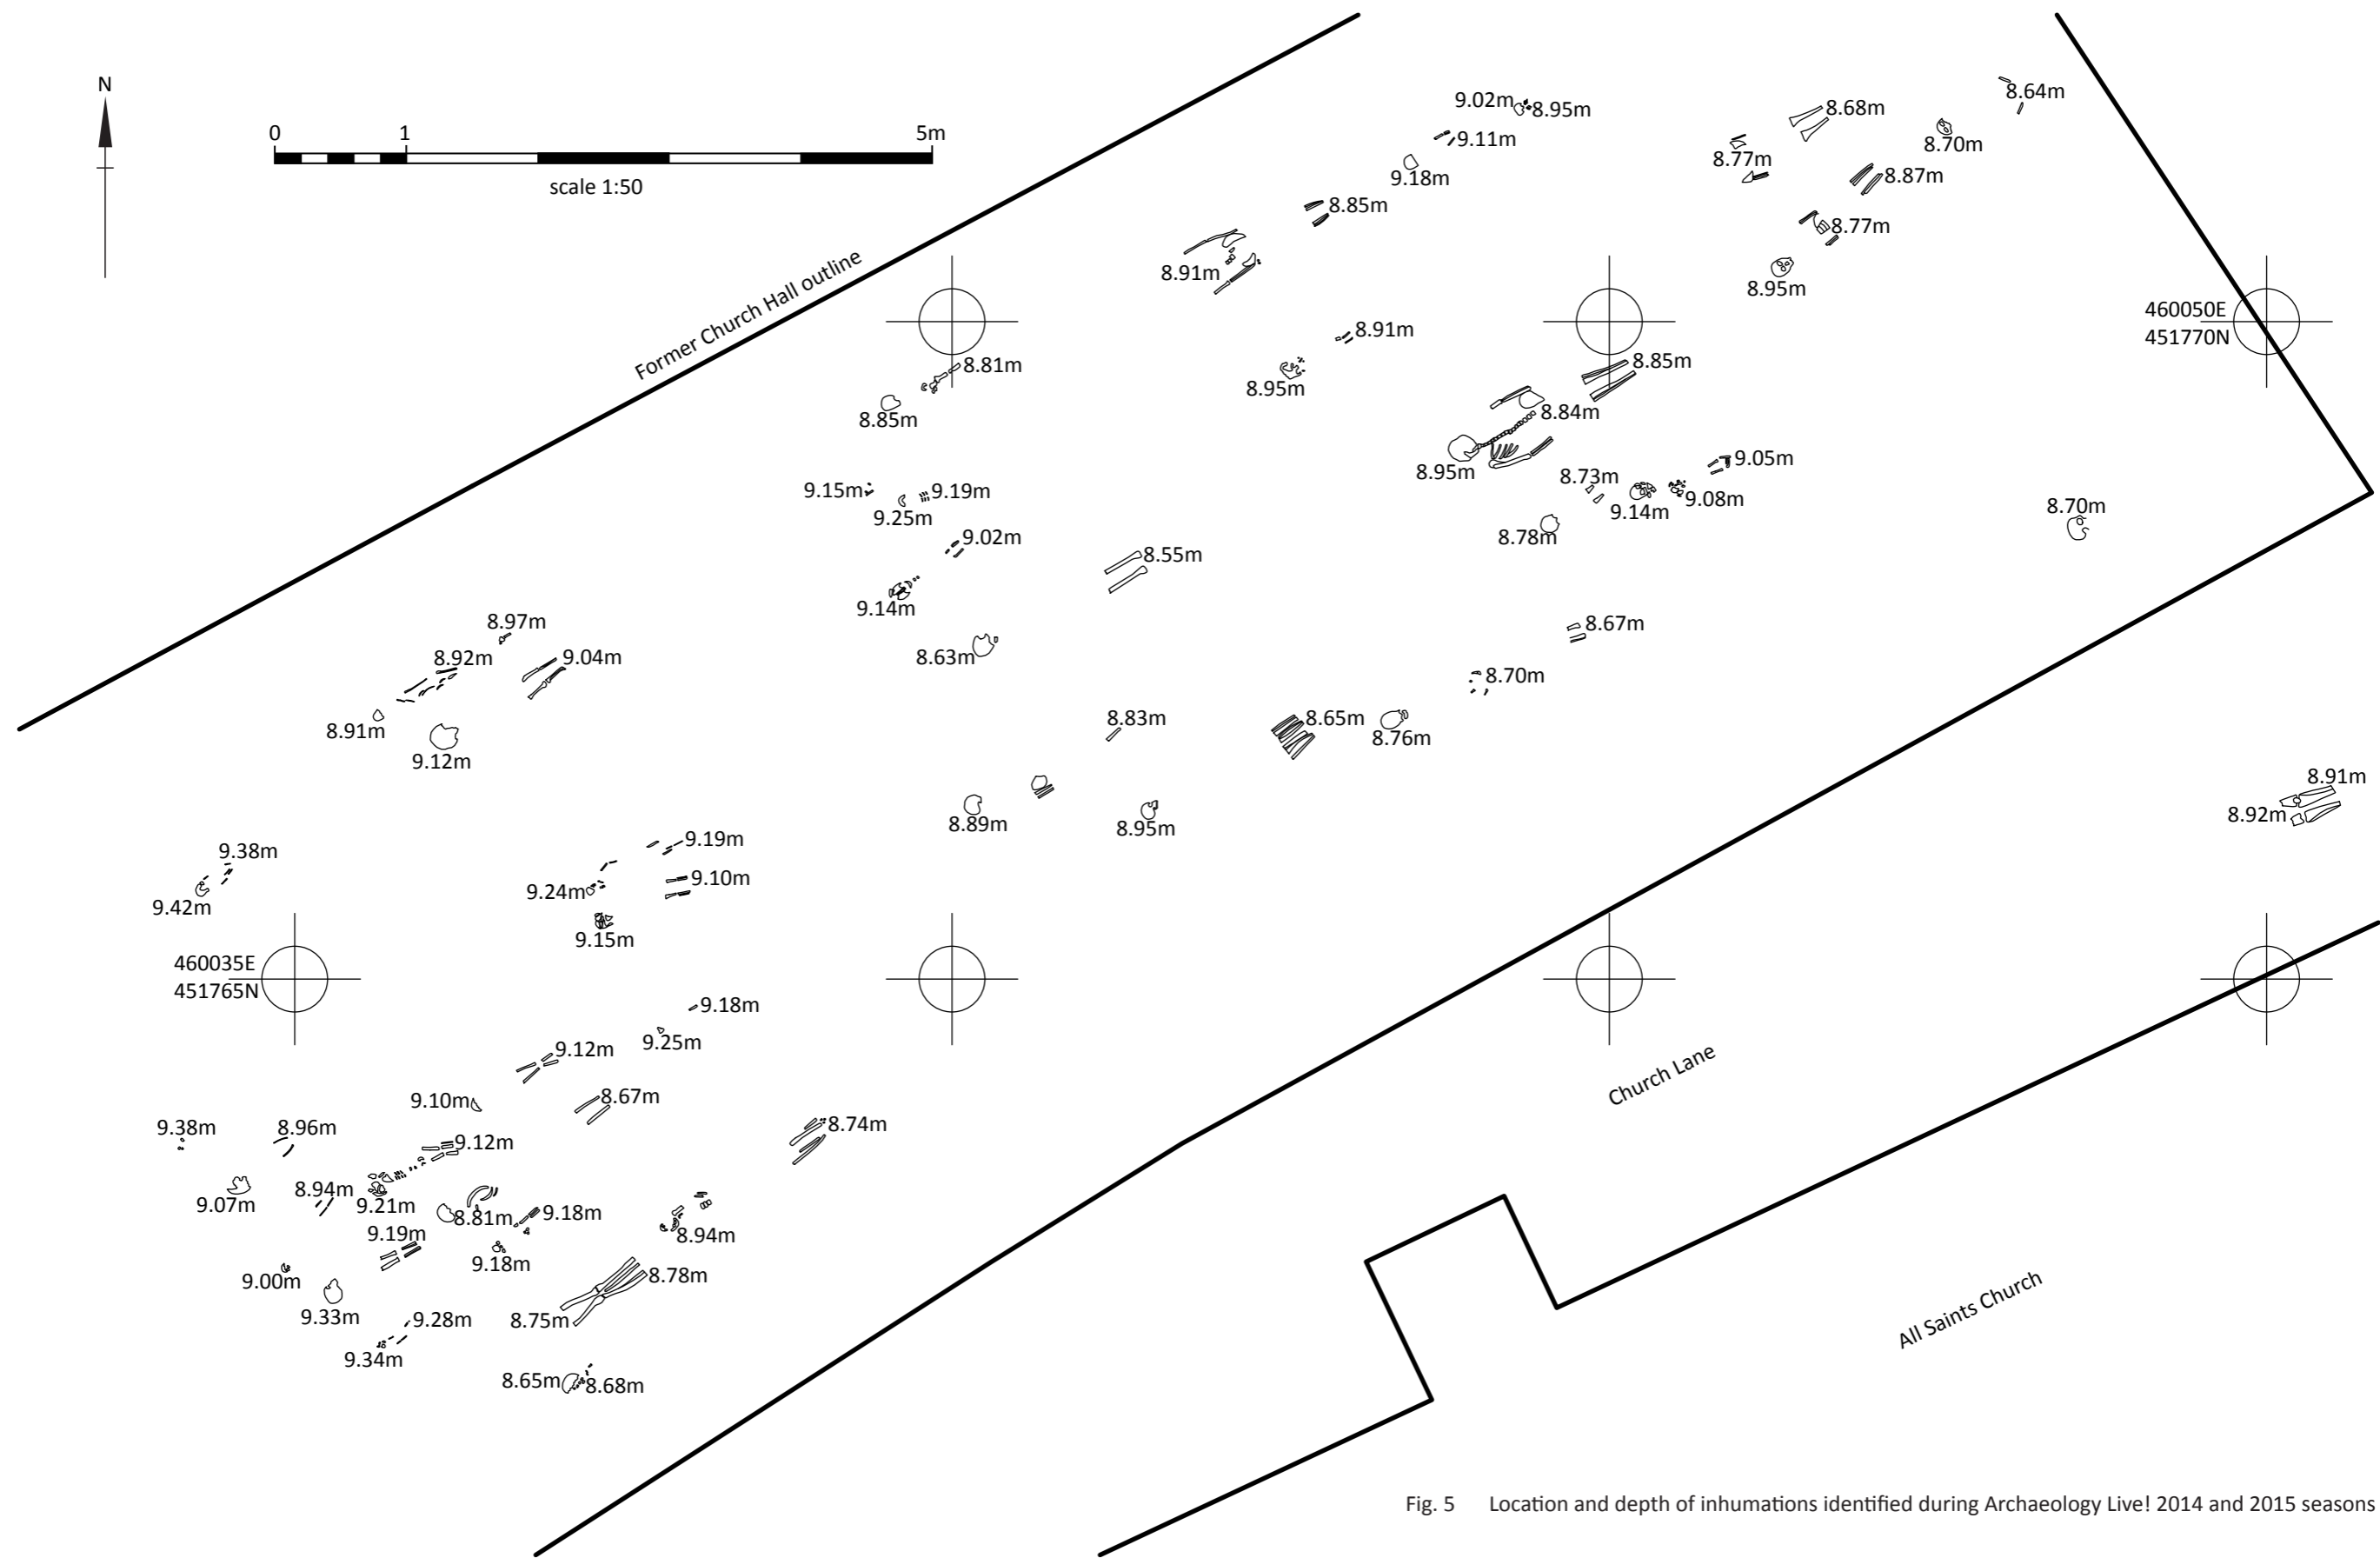 N
0 1 5m
scale 1:50
Former Church Hall outline
9.02m
8.95m
9.11m
9.18m
8.85m
8.91m
8.68m
8.64m
8.77m
8.70m
8.87m
8.77m
8.95m
460050E
451770N
8.91m
8.95m
8.81m
8.85m
8.85m
8.84m
8.95m
9.05m
8.73m
9.08m
9.14m
8.78m
8.70m
9.15m
9.19m
9.25m
9.02m
9.14m
8.55m
8.63m
8.67m
8.70m
8.97m
8.92m
9.04m
8.91m
9.12m
8.83m
8.65m
8.76m
8.89m
8.95m
8.91m
8.92m
9.38m
9.42m
9.19m
9.24m
9.10m
9.15m
460035E
451765N
9.18m
9.25m
9.12m
9.10m
8.67m
8.74m
9.38m
8.96m
9.12m
9.07m
8.94m
9.21m
8.81m
9.18m
9.19m
9.18m
8.94m
9.00m
9.33m
8.78m
8.75m
9.28m
9.34m
8.65m
8.68m
Church Lane
All Saints Church
Fig. 5 Location and depth of inhumations identified during Archaeology Live! 2014 and 2015 seasons